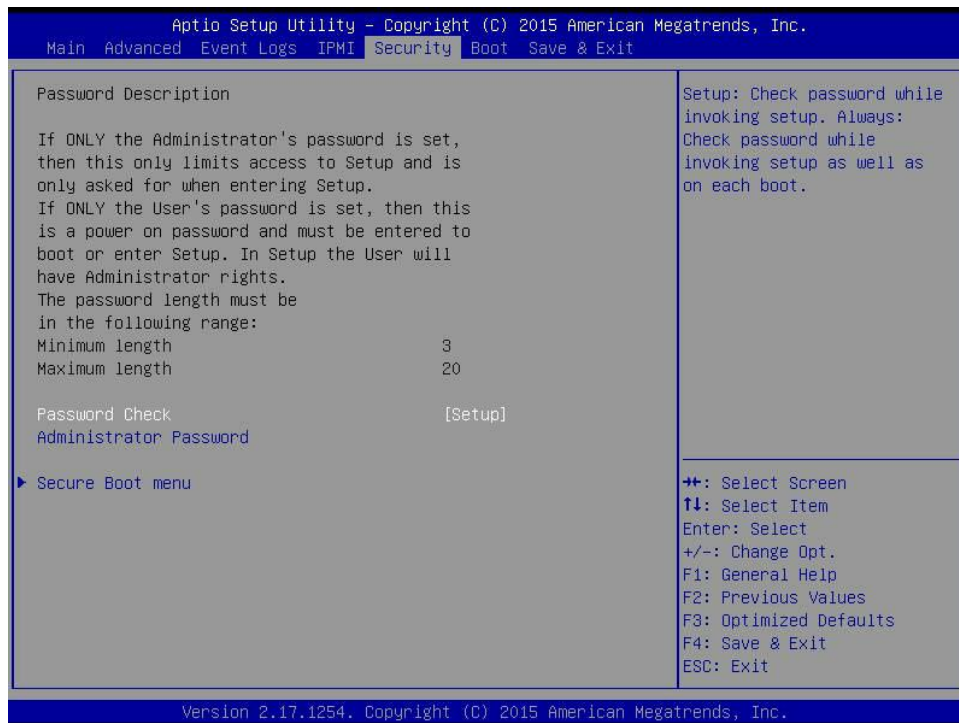 Aptio Setup Utility – Copyright (C) 2015 American Megatrends, Inc.
Main Advanced Event Logs IPMI Security Boot Save & Exit
Password Description
If ONLY the Administrator's password is set,
then this only limits access to Setup and is
only asked for when entering Setup.
If ONLY the User's password is set, then this
is a power on password and must be entered to
boot or enter Setup. In Setup the User will
have Administrator rights.
The password length must be
in the following range:
Minimum length 3
Maximum length 20
Password Check [Setup]
Administrator Password
Secure Boot menu
Setup: Check password while
invoking setup. Always:
Check password while
invoking setup as well as
on each boot.
→←: Select Screen
↑↓: Select Item
Enter: Select
+/-: Change Opt.
F1: General Help
F2: Previous Values
F3: Optimized Defaults
F4: Save & Exit
ESC: Exit
Version 2.17.1254. Copyright (C) 2015 American Megatrends, Inc.